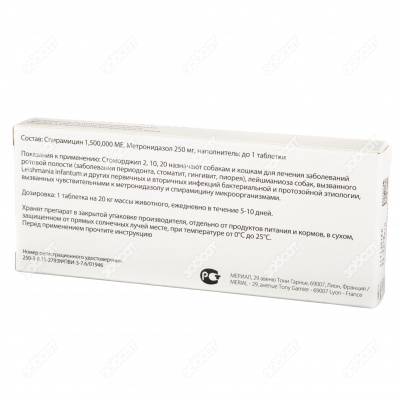 Состав: Спирамицин 1,500,000 МЕ. Метронидазол 250 мг, наполнитель: до 1 таблетки
Показания к применению: Стоморджил 2, 10, 20 назначают собакам и кошкам для лечения заболеваний
ротовой полости (заболевания периодонта, стоматит, гингивит, пиорея), лейшманиоза собак, вызванного
Leishmania infantum и других первичных и вторичных инфекций бактериальной и протозойной этиологии,
вызванных чувствительными к метронидазолу и спирамицину микроорганизмами.
Дозировка: 1 таблетка на 20 кг массы животного, ежедневно в течение 5-10 дней.
Хранят препарат в закрытой упаковке производителя, отдельно от продуктов питания и кормов, в сухом,
защищенном от прямых солнечных лучей месте, при температуре от 0°С до 25°С.
Перед применением прочтите инструкцию
Номер регистрационного удостоверения:
МЕРИАЛ, 29 авеню Тони Гарнье, 69007, Лион, Франция /
MERIAL - 29, avenue Tony Garnier - 69007 Lyon - France